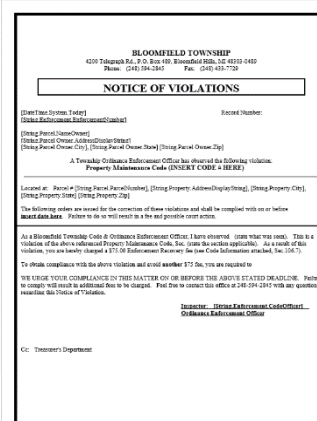 BLOOMFIELD TOWNSHIP
4200 Telegraph Rd., P.O. Box 489, Bloomfield Hills, MI 48303-0489
Phone: (248) 594-2845 Fax: (248) 433-7729
NOTICE OF VIOLATIONS
[DateTime.System.Today] Record Number:
[String.Enforcement.EnforcementNumber]
[String.Parcel.NameOwner]
[String.Parcel Owner.AddressDisplayString]
[String.Parcel Owner.City], [String.Parcel Owner.State] [String.Parcel Owner.Zip]
A Township Ordinance Enforcement Officer has observed the following violation:
Property Maintenance Code (INSERT CODE # HERE)
Located at: Parcel # [String.Parcel.ParcelNumber], [String.Property.AddressDisplayString], [String.Property.City],
[String.Property.State] [String.Property.Zip]
The following orders are issued for the correction of these violations and shall be complied with on or before
insert date here. Failure to do so will result in a fee and possible court action.
As a Bloomfield Township Code & Ordinance Enforcement Officer, I have observed (state what was seen). This is a
violation of the above referenced Property Maintenance Code, Sec. (state the section applicable). As a result of this
violation, you are hereby charged a $75.00 Enforcement Recovery fee (see Code Information attached, Sec.106.7).
To obtain compliance with the above violation and avoid another $75 fee, you are required to
WE URGE YOUR COMPLIANCE IN THIS MATTER ON OR BEFORE THE ABOVE STATED DEADLINE. Failu
to comply will result in additional fees to be charged. Feel free to contact this office at 248-594-2845 with any question
regarding this Notice of Violation.
Inspector: [String.Enforcement.CodeOfficer]
Ordinance Enforcement Officer
Cc: Treasurer's Department